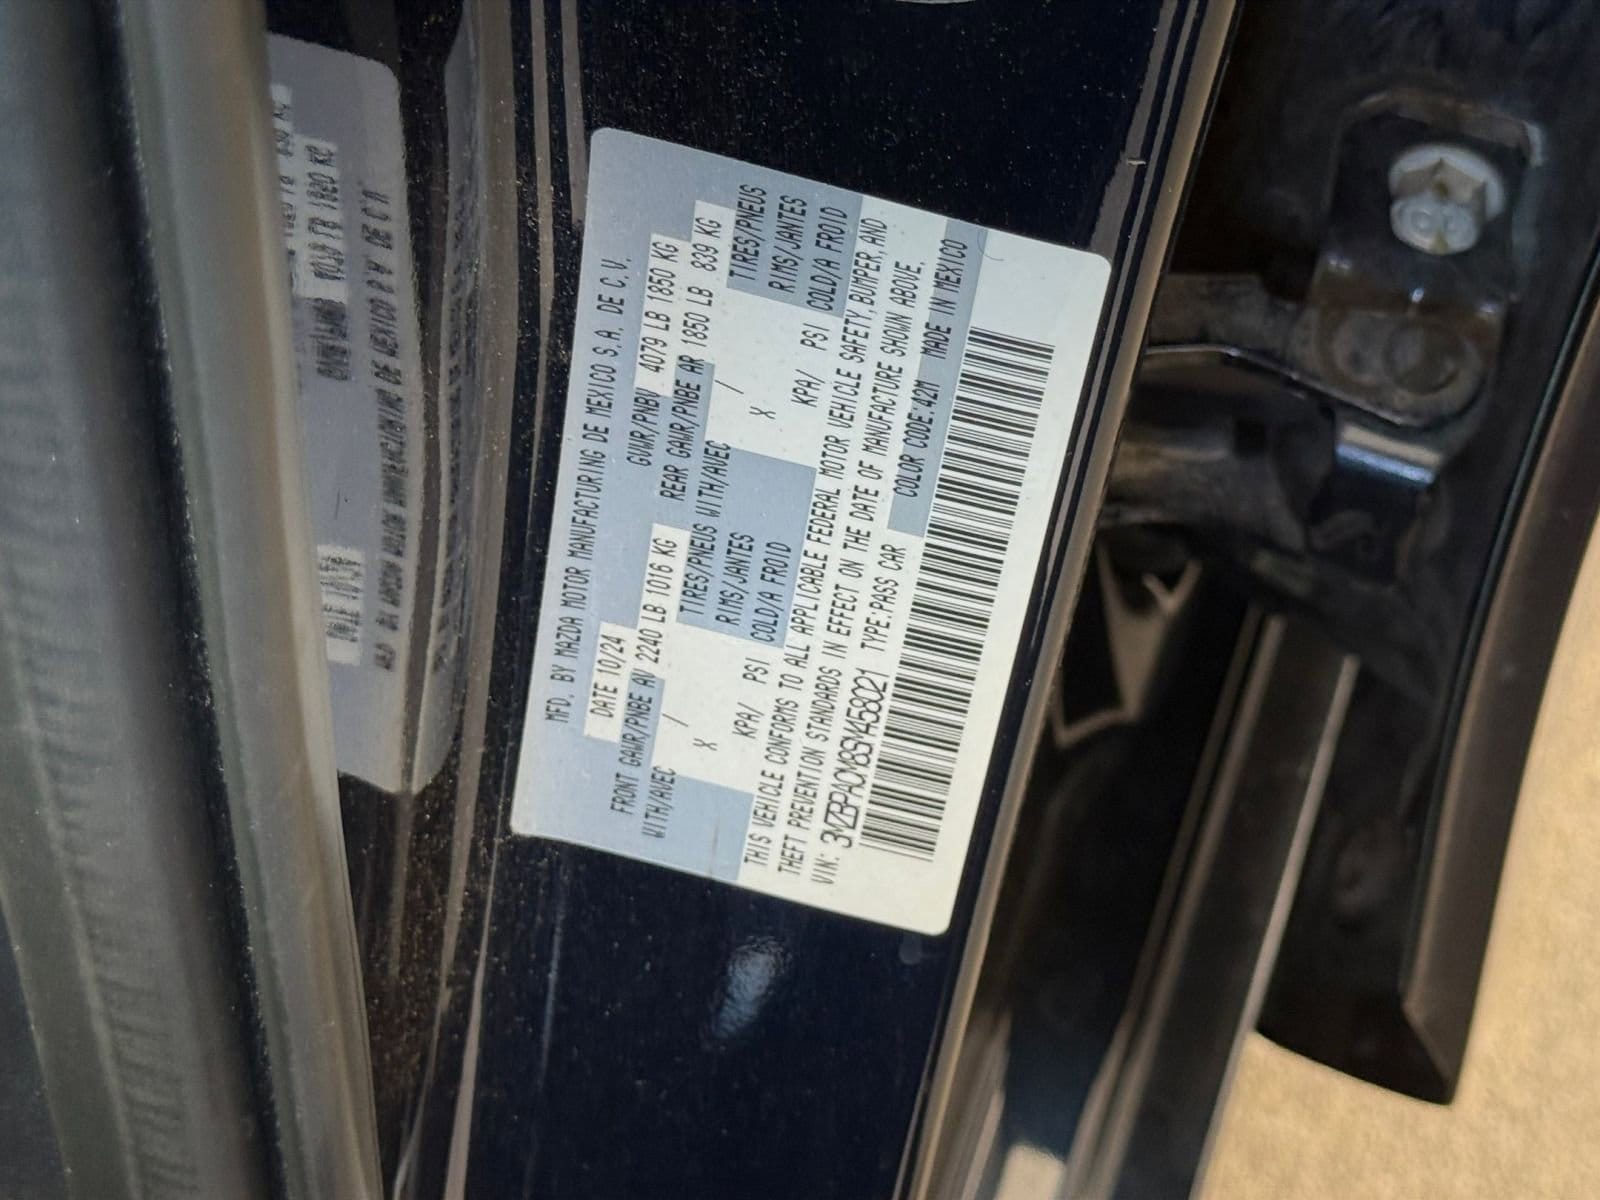 MFD. BY MAZDA MOTOR MANUFACTURING DE MEXICO S.A. DE C.V.
DATE 10/24 GVWR/PNBV 4079 LB 1850 KG
FRONT GAWR/PNBE AV 2240 LB 1016 KG REAR GAWR/PNBE AR 1850 LB 839 KG
WITH/AVEC / TIRES/PNEUS WITH/AVEC / TIRES/PNEUS
X RIMS/JANTES X RIMS/JANTES
KPA/ PSI COLD/A FROID KPA/ PSI COLD/A FROID
THIS VEHICLE CONFORMS TO ALL APPLICABLE FEDERAL MOTOR VEHICLE SAFETY, BUMPER, AND
THEFT PREVENTION STANDARDS IN EFFECT ON THE DATE OF MANUFACTURE SHOWN ABOVE.
VIN: 3MZBPACY8SM458021 TYPE:PASS CAR COLOR CODE:42M MADE IN MEXICO